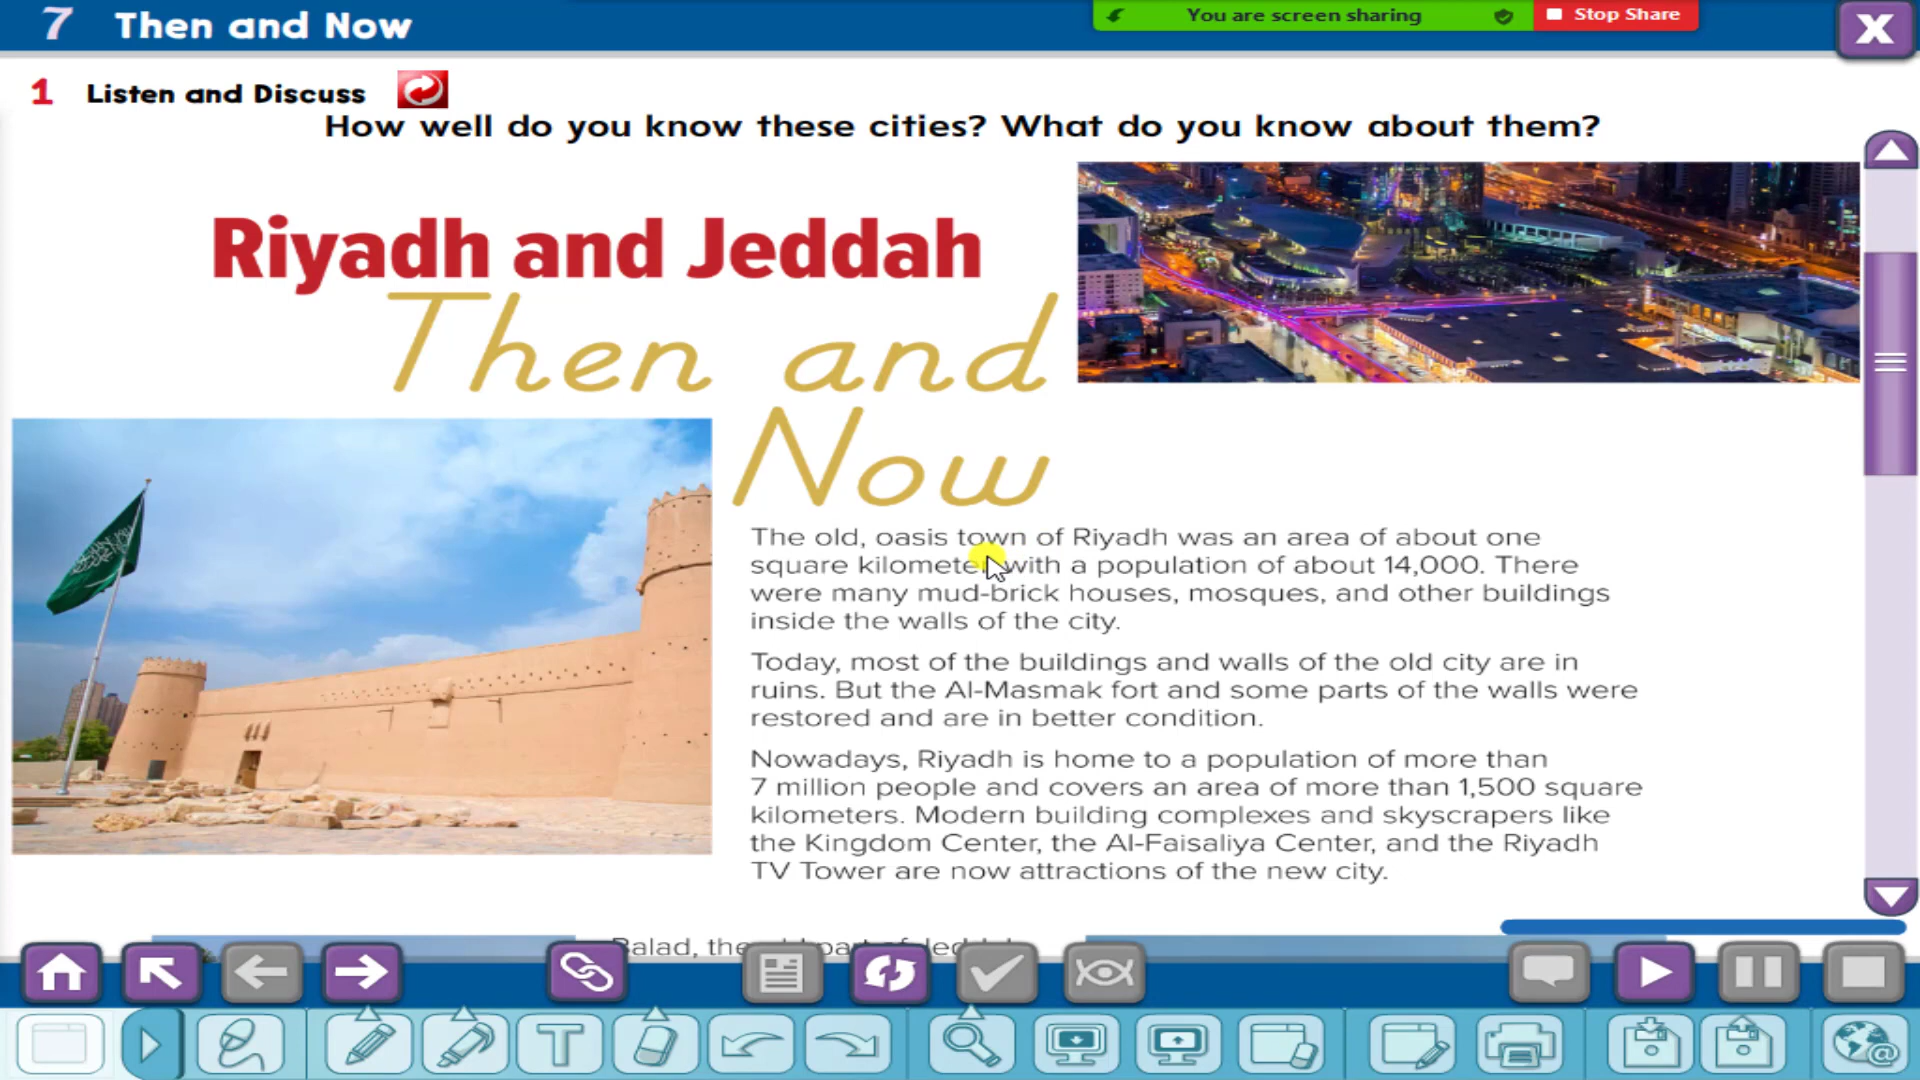 7 Then and Now
You are screen sharing
Stop Share
X
1 Listen and Discuss
How well do you know these cities? What do you know about them?
Riyadh and Jeddah
Then and
Now
The old, oasis town of Riyadh was an area of about one
square kilometer with a population of about 14,000. There
were many mud-brick houses, mosques, and other buildings
inside the walls of the city.
Today, most of the buildings and walls of the old city are in
ruins. But the Al-Masmak fort and some parts of the walls were
restored and are in better condition.
Nowadays, Riyadh is home to a population of more than
7 million people and covers an area of more than 1,500 square
kilometers. Modern building complexes and skyscrapers like
the Kingdom Center, the Al-Faisaliya Center, and the Riyadh
TV Tower are now attractions of the new city.
Balad, the
T